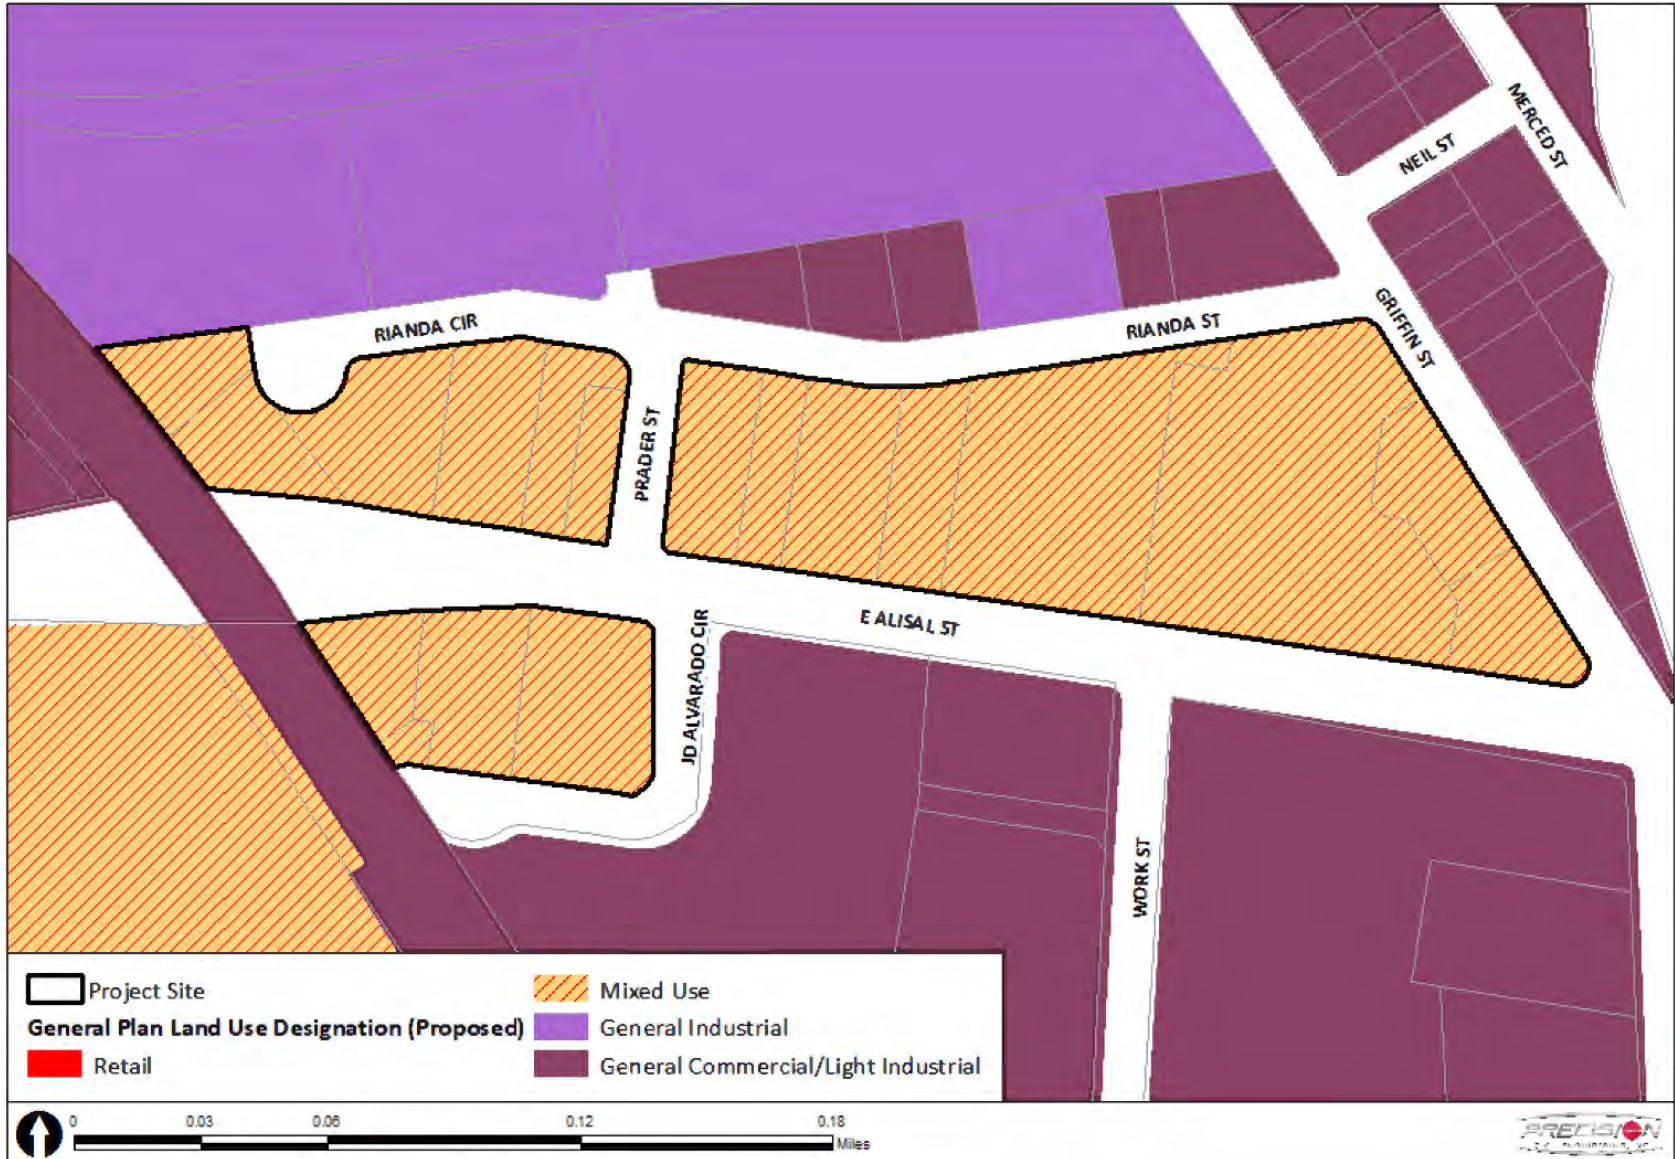 MERCED ST
NEIL ST
GRIFFIN ST
RIANDA CIR
RIANDA ST
PRADER ST
E ALISAL ST
JD ALVARADO CIR
WORK ST
Project Site
General Plan Land Use Designation (Proposed)
Retail
Mixed Use
General Industrial
General Commercial/Light Industrial
0 0.03 0.06 0.12 0.18
Miles
PRECISION